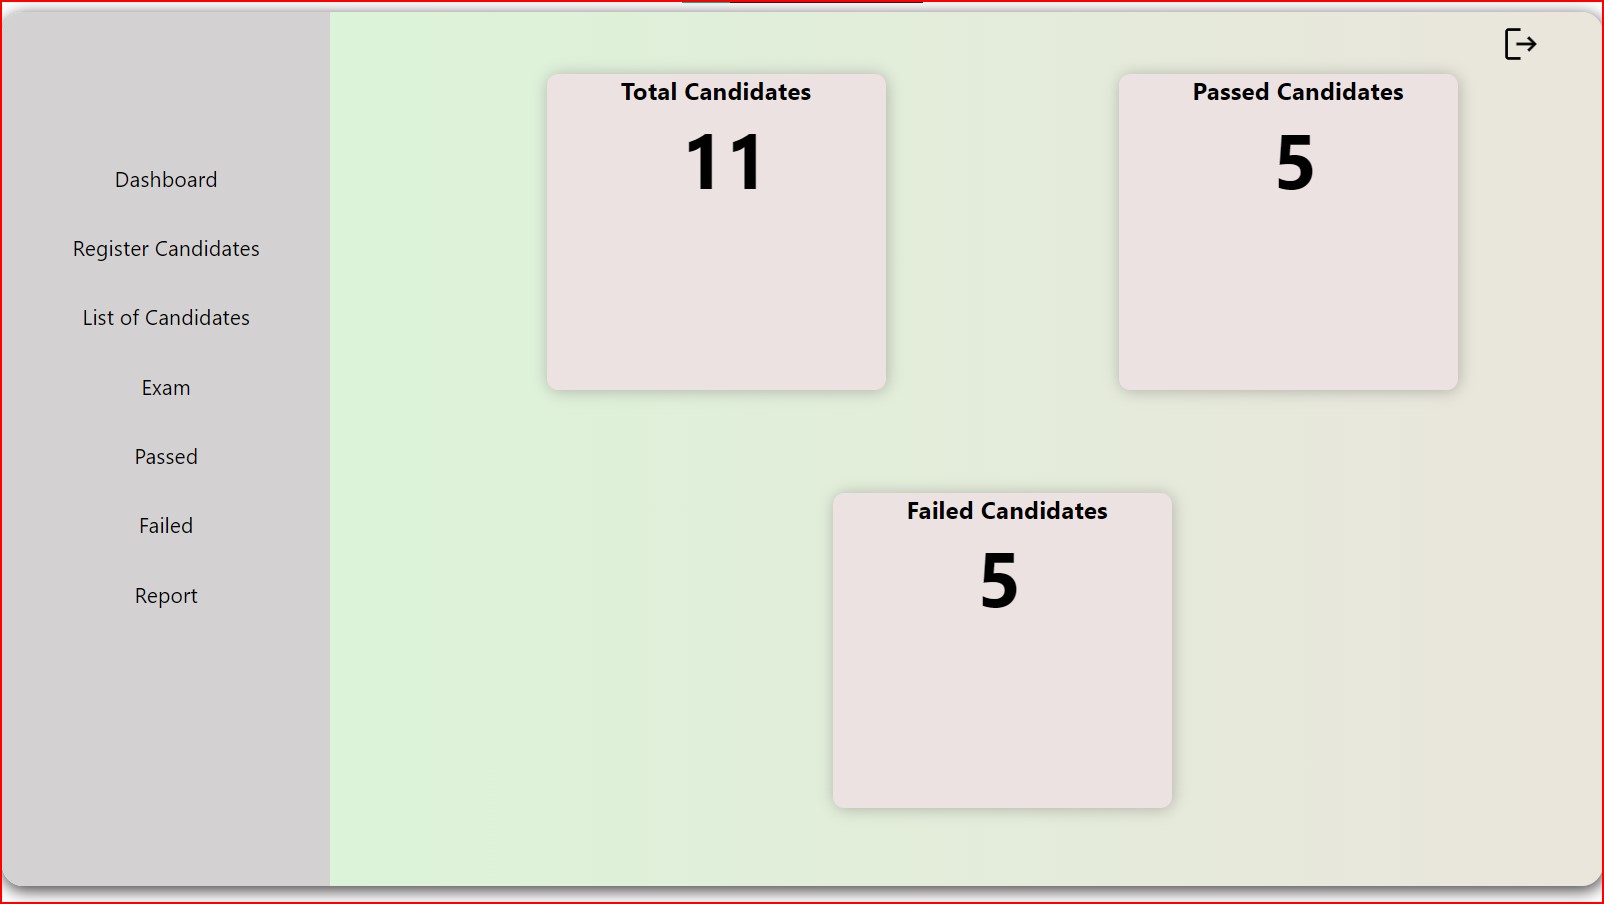 Dashboard
Register Candidates
List of Candidates
Exam
Passed
Failed
Report
Total Candidates
11
Passed Candidates
5
Failed Candidates
5